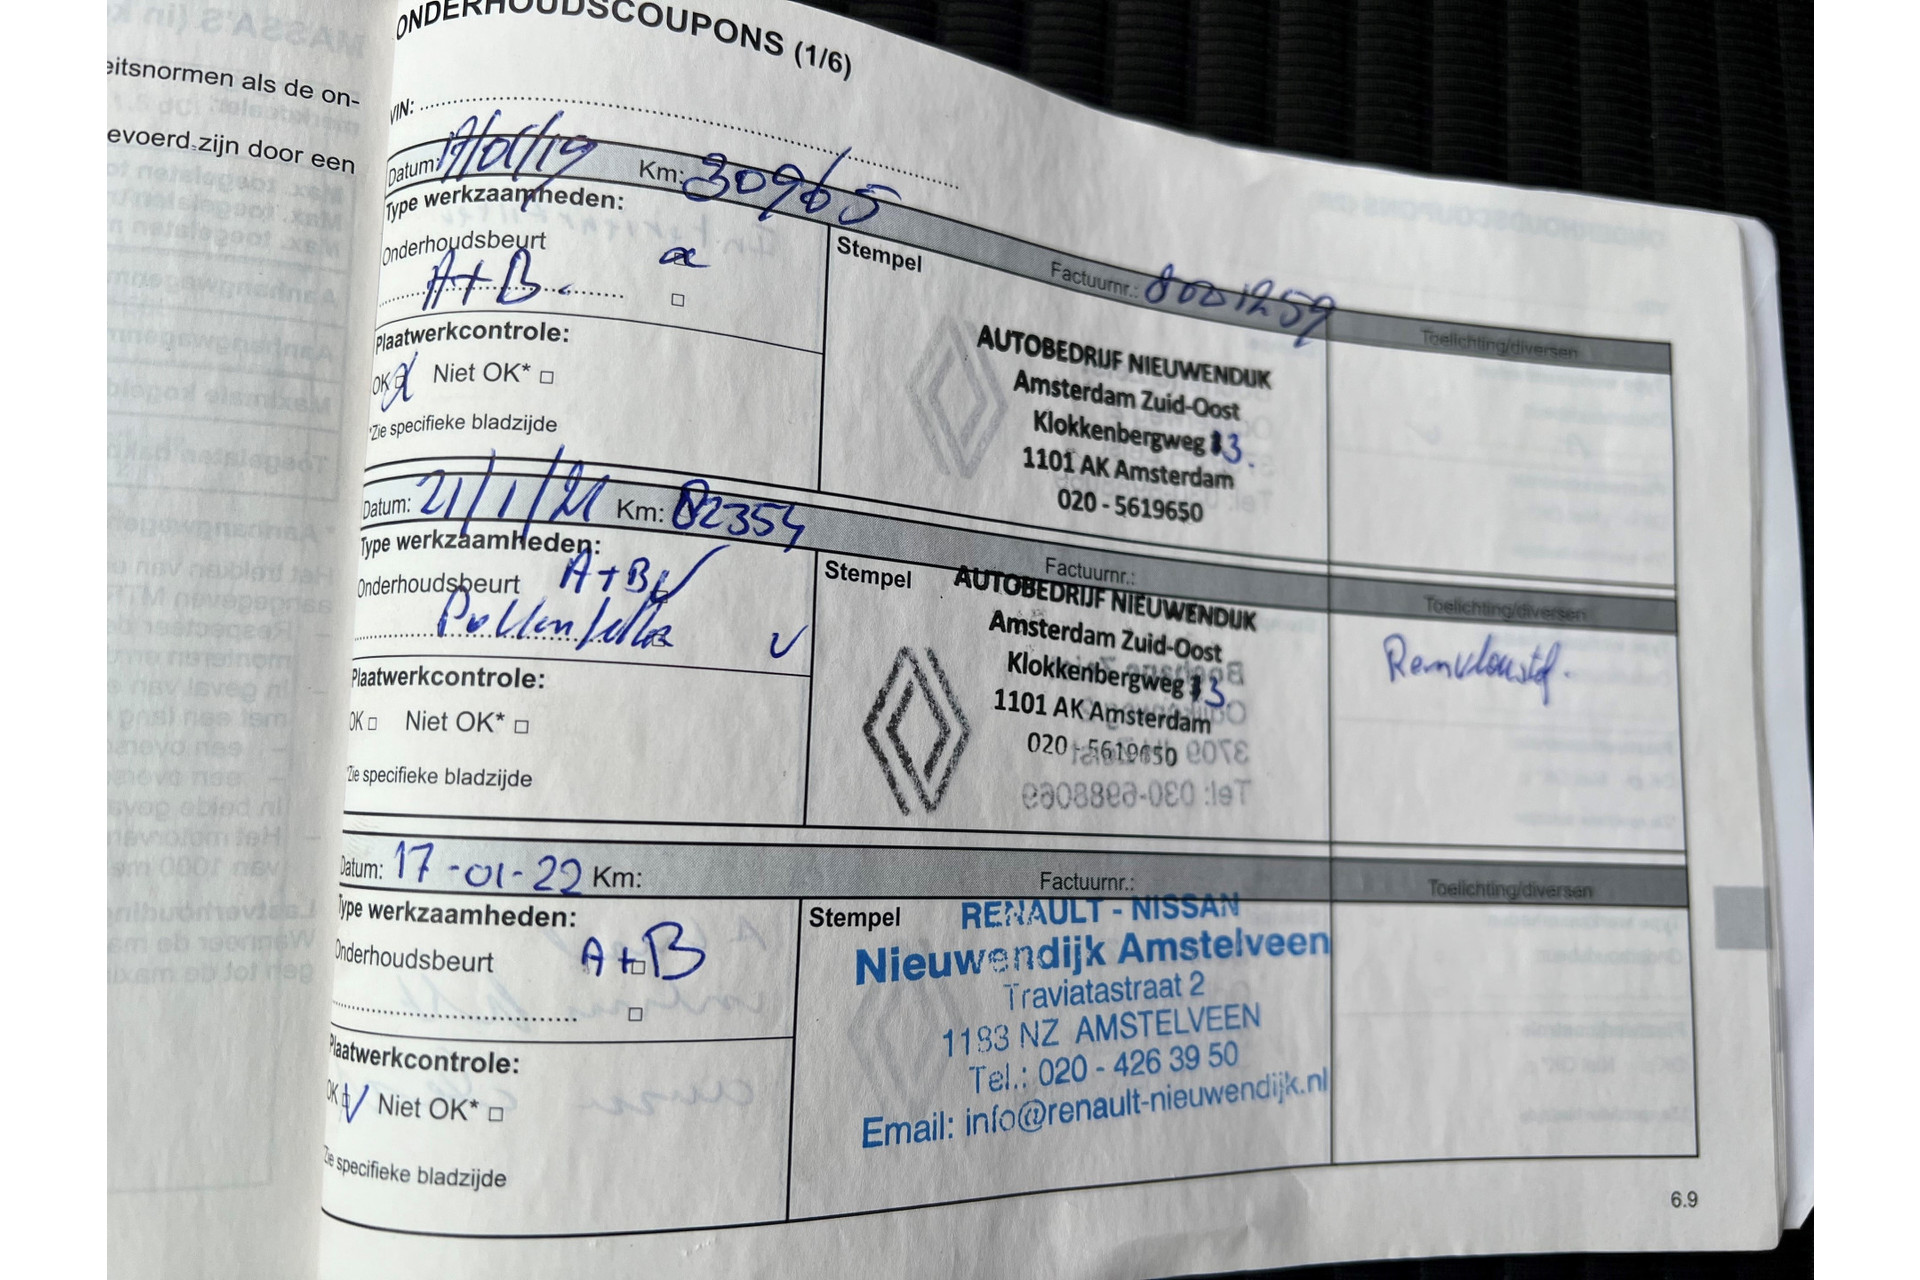 eitsnormen als de on-
evoerd zijn door een
ONDERHOUDSCOUPONS (1/6)
VIN:
Datum: Km: 30965
Type werkzaamheden:
Onderhoudsbeurt
A+B.
Plaatwerkcontrole:
OK Niet OK*
*Zie specifieke bladzijde
Stempel
Factuurnr.:
Toelichting/diversen
AUTOBEDRIJF NIEUWENDIJK
Amsterdam Zuid-Oost
Klokkenbergweg 13.
1101 AK Amsterdam
020 - 5619650
Datum: 21/1/21 Km: 82354
Type werkzaamheden:
Onderhoudsbeurt A+B
Pollenfilter
Plaatwerkcontrole:
OK Niet OK*
*Zie specifieke bladzijde
Stempel
Factuurnr.:
Toelichting/diversen
AUTOBEDRIJF NIEUWENDIJK
Amsterdam Zuid-Oost
Klokkenbergweg 13.
1101 AK Amsterdam
020 - 5619650
Remvloeistof.
Datum: 17-01-22 Km:
Type werkzaamheden:
Onderhoudsbeurt A+B
Plaatwerkcontrole:
OK Niet OK*
*Zie specifieke bladzijde
Stempel
Factuurnr.:
Toelichting/diversen
RENAULT - NISSAN
Nieuwendijk Amstelveen
Traviatastraat 2
1183 NZ AMSTELVEEN
Tel.: 020 - 426 39 50
Email: info@renault-nieuwendijk.nl
6.9